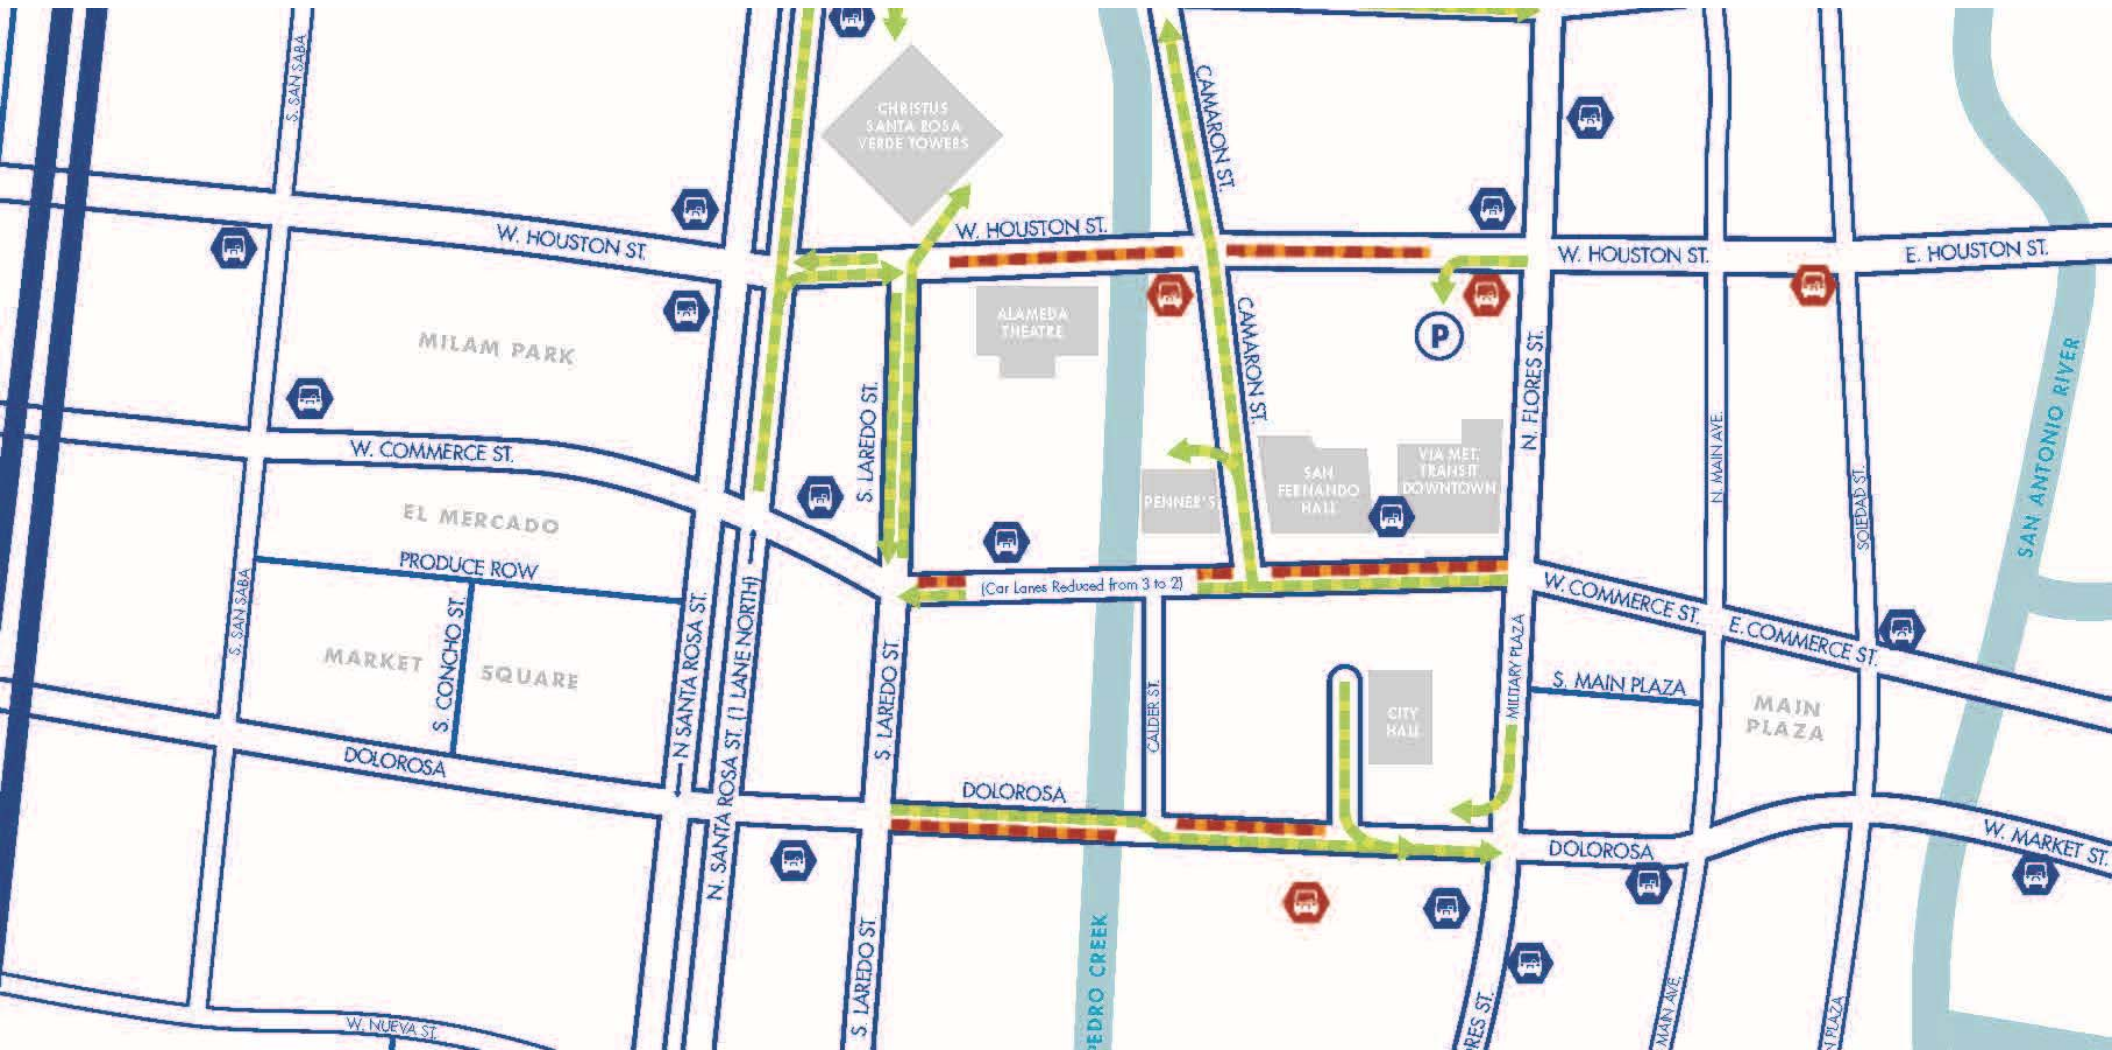 S. SAN SABA
CHRISTUS
SANTA ROSA
VERDE TOWERS
CAMARON ST.
W. HOUSTON ST.
W. HOUSTON ST.
W. HOUSTON ST.
E. HOUSTON ST.
MILAM PARK
ALAMEDA
THEATRE
CAMARON ST.
P
N. FLORES ST.
S. LAREDO ST.
SAN ANTONIO RIVER
N. MAIN AVE.
SOLEDAD ST.
W. COMMERCE ST.
EL MERCADO
PRODUCE ROW
PENNER'S
SAN
FERNANDO
HALL
VIA MET.
TRANSIT
DOWNTOWN
(Car Lanes Reduced from 3 to 2)
W. COMMERCE ST.
E. COMMERCE ST.
S. SAN SABA
MARKET
S. CONCHO ST.
SQUARE
N SANTA ROSA ST.
N. SANTA ROSA ST. (1 LANE NORTH)
S. LAREDO ST.
CALDER ST.
CITY
HALL
MILITARY PLAZA
S. MAIN PLAZA
MAIN
PLAZA
DOLOROSA
DOLOROSA
DOLOROSA
W. MARKET ST.
S. LAREDO ST.
PEDRO CREEK
RES ST.
MAIN AVE.
N PLAZA
W. NUEVA ST.